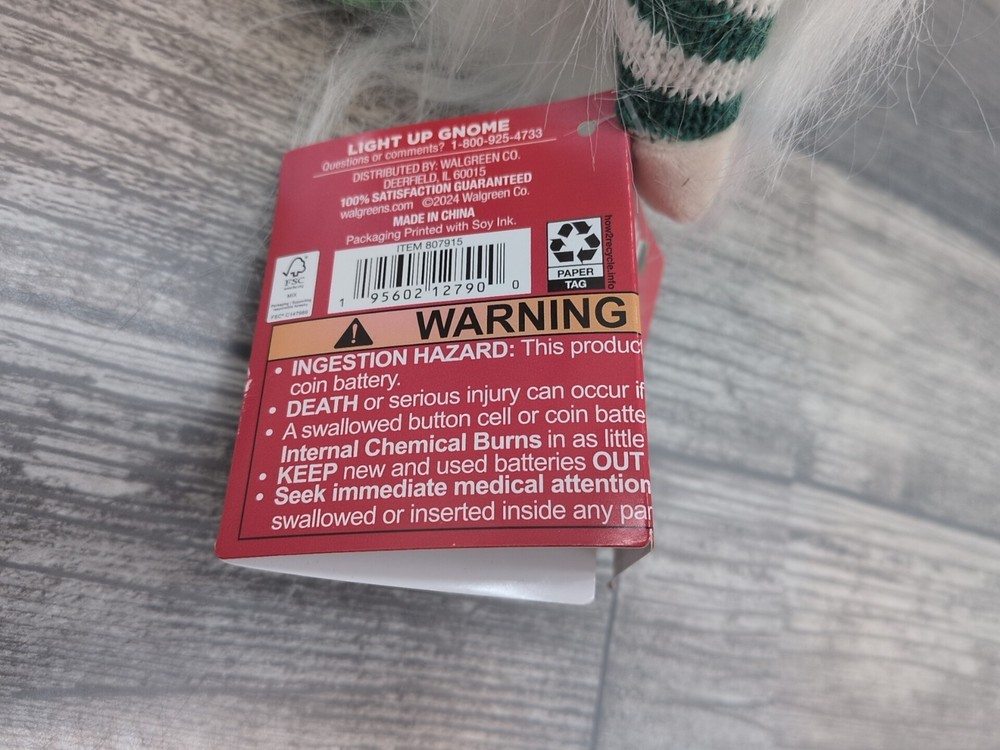 LIGHT UP GNOME
Questions or comments? 1-800-925-4733
DISTRIBUTED BY: WALGREEN CO.
DEERFIELD, IL 60015
100% SATISFACTION GUARANTEED
walgreens.com ©2024 Walgreen Co.
MADE IN CHINA
Packaging Printed with Soy Ink.
ITEM 807915
1 95602 12790 0
FSC
MIX
PAPER
TAG
how2recycle.info
WARNING
• INGESTION HAZARD: This produc
coin battery.
• DEATH or serious injury can occur if
• A swallowed button cell or coin batte
Internal Chemical Burns in as little
• KEEP new and used batteries OUT
• Seek immediate medical attention
swallowed or inserted inside any par